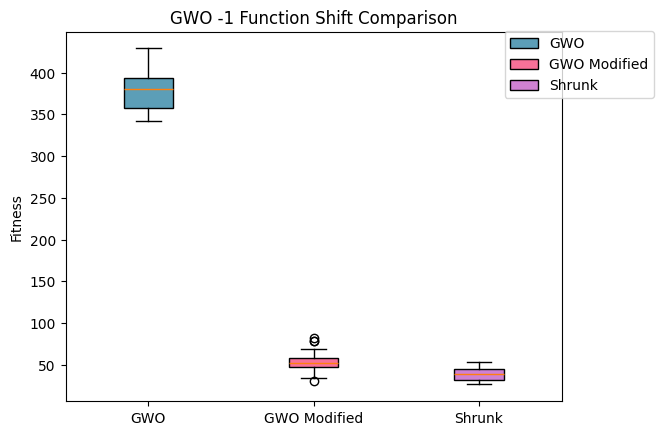 GWO -1 Function Shift Comparison
GWO
GWO Modified
Shrunk
400
350
300
250
200
150
100
50
Fitness
GWO
GWO Modified
Shrunk